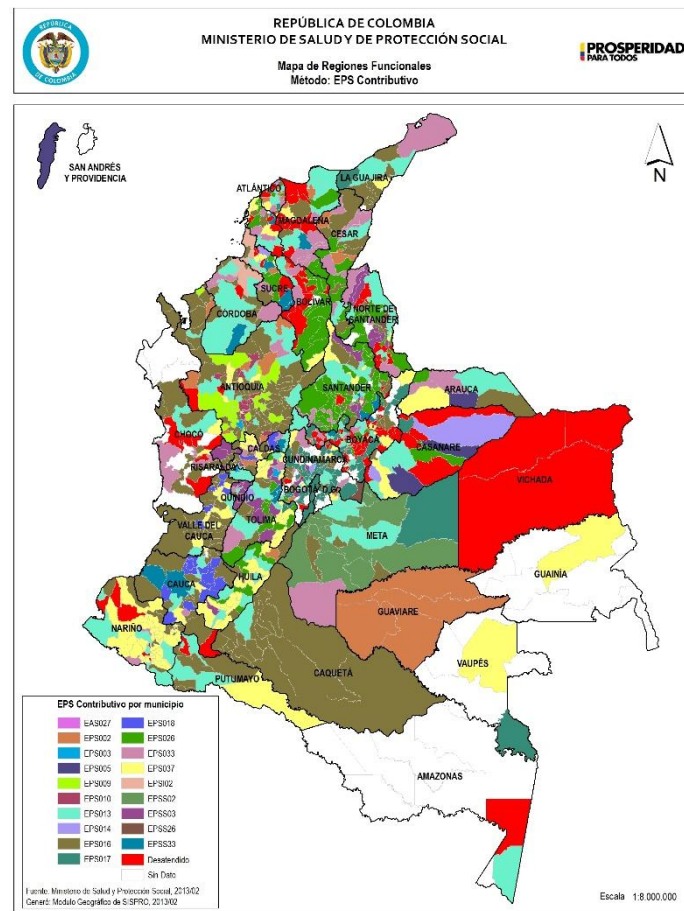 REPÚBLICA DE COLOMBIA
MINISTERIO DE SALUD Y DE PROTECCIÓN SOCIAL
Mapa de Regiones Funcionales
Método: EPS Contributivo
REPÚBLICA
DE COLOMBIA
PROSPERIDAD
PARA TODOS
SAN ANDRÉS
Y PROVIDENCIA
N
LA GUAJIRA
ATLÁNTICO
MAGDALENA
CESAR
SUCRE
BOLÍVAR
NORTE DE
SANTANDER
CÓRDOBA
ANTIOQUIA
SANTANDER
ARAUCA
CHOCÓ
BOYACÁ
CALDAS
CASANARE
CUNDINAMARCA
RISARALDA
VICHADA
BOGOTÁ D.C.
QUINDIO
TOLIMA
VALLE DEL
CAUCA
META
GUAINÍA
HUILA
CAUCA
GUAVIARE
NARIÑO
VAUPÉS
CAQUETÁ
PUTUMAYO
AMAZONAS
EPS Contributivo por municipio
EAS027 EPS018
EPS002 EPS026
EPS003 EPS033
EPS005 EPS037
EPS009 EPSI02
EPS010 EPSS02
EPS013 EPSS03
EPS014 EPSS26
EPS016 EPSS33
EPS017 Desatendido
Sin Dato
Fuente: Ministerio de Salud y Protección Social, 2013/02
Generó: Modulo Geográfico de SISPRO, 2013/02
Escala 1:8.000.000